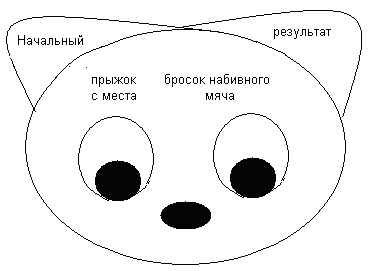 Начальный
результат
прыжок
с места
бросок набивного
мяча